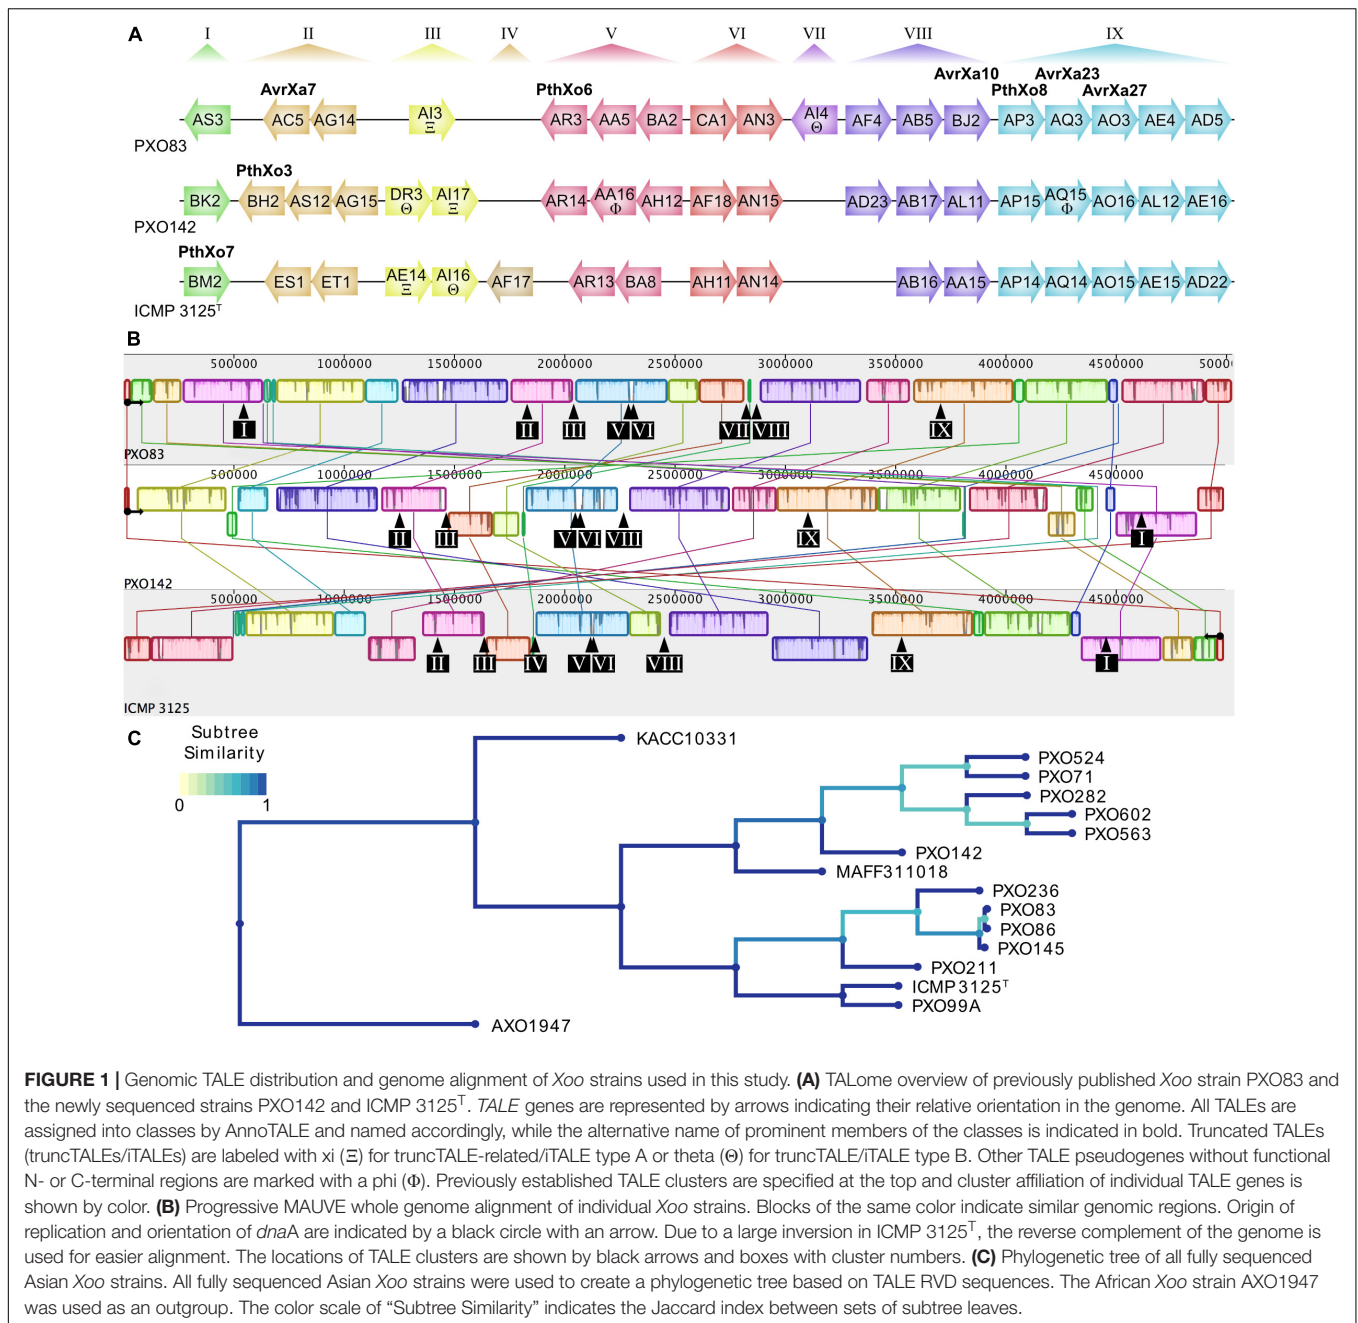 A
I II III IV V VI VII VIII IX
AvrXa7 PthXo6 AvrXa10 AvrXa23
PthXo8 AvrXa27
AS3 AC5 AG14 AI3 Ξ AR3 AA5 BA2 CA1 AN3 AI4 Θ AF4 AB5 BJ2 AP3 AQ3 AO3 AE4 AD5
PXO83
PthXo3
BK2 BH2 AS12 AG15 DR3 Θ AI17 Ξ AR14 AA16 Φ AH12 AF18 AN15 AD23 AB17 AL11 AP15 AQ15 Φ AO16 AL12 AE16
PXO142
PthXo7
BM2 ES1 ET1 AE14 Ξ AI16 Θ AF17 AR13 BA8 AH11 AN14 AB16 AA15 AP14 AQ14 AO15 AE15 AD22
ICMP 3125T
B
500000 1000000 1500000 2000000 2500000 3000000 3500000 4000000 4500000 50000
I II III V VI VII VIII IX
PXO83
500000 1000000 1500000 2000000 2500000 3000000 3500000 4000000 4500000
II III V VI VIII IX I
PXO142
500000 1000000 1500000 2000000 2500000 3000000 3500000 4000000 4500000
II III IV V VI VIII IX I
ICMP 3125
C
Subtree
Similarity
0 1
KACC10331
PXO524
PXO71
PXO282
PXO602
PXO563
PXO142
MAFF311018
PXO236
PXO83
PXO86
PXO145
PXO211
ICMP3125T
PXO99A
AXO1947
FIGURE 1 | Genomic TALE distribution and genome alignment of Xoo strains used in this study. (A) TALome overview of previously published Xoo strain PXO83 and
the newly sequenced strains PXO142 and ICMP 3125T. TALE genes are represented by arrows indicating their relative orientation in the genome. All TALEs are
assigned into classes by AnnoTALE and named accordingly, while the alternative name of prominent members of the classes is indicated in bold. Truncated TALEs
(truncTALEs/iTALEs) are labeled with xi (Ξ) for truncTALE-related/iTALE type A or theta (Θ) for truncTALE/iTALE type B. Other TALE pseudogenes without functional
N- or C-terminal regions are marked with a phi (Φ). Previously established TALE clusters are specified at the top and cluster affiliation of individual TALE genes is
shown by color. (B) Progressive MAUVE whole genome alignment of individual Xoo strains. Blocks of the same color indicate similar genomic regions. Origin of
replication and orientation of dnaA are indicated by a black circle with an arrow. Due to a large inversion in ICMP 3125T, the reverse complement of the genome is
used for easier alignment. The locations of TALE clusters are shown by black arrows and boxes with cluster numbers. (C) Phylogenetic tree of all fully sequenced
Asian Xoo strains. All fully sequenced Asian Xoo strains were used to create a phylogenetic tree based on TALE RVD sequences. The African Xoo strain AXO1947
was used as an outgroup. The color scale of “Subtree Similarity” indicates the Jaccard index between sets of subtree leaves.